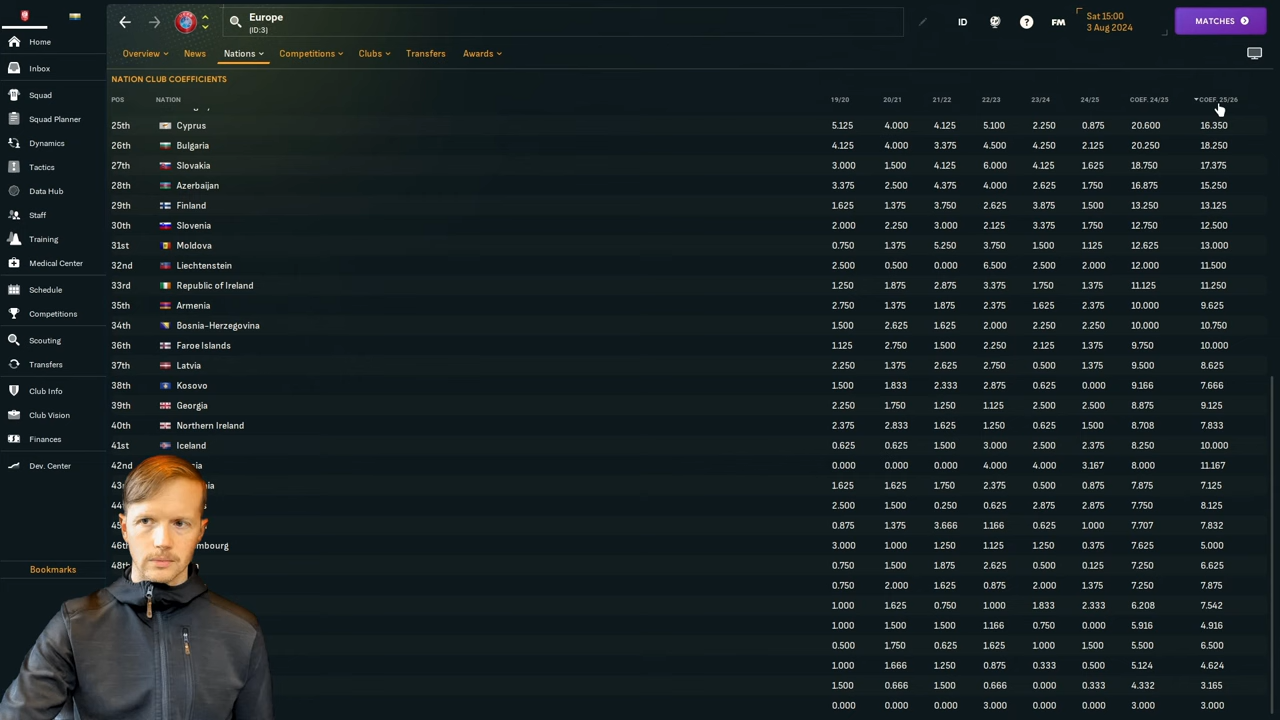 Europe
(ID:3)
ID
FM
Sat 15:00
3 Aug 2024
MATCHES
Home
Inbox
Squad
Squad Planner
Dynamics
Tactics
Data Hub
Staff
Training
Medical Center
Schedule
Competitions
Scouting
Transfers
Club Info
Club Vision
Finances
Dev. Center
Bookmarks
Overview News Nations Competitions Clubs Transfers Awards
NATION CLUB COEFFICIENTS
POS NATION 19/20 20/21 21/22 22/23 23/24 24/25 COEF. 24/25 COEF. 25/26
25th Cyprus 5.125 4.000 4.125 5.100 2.250 0.875 20.600 16.350
26th Bulgaria 4.125 4.000 3.375 4.500 4.250 2.125 20.250 18.250
27th Slovakia 3.000 1.500 4.125 6.000 4.125 1.625 18.750 17.375
28th Azerbaijan 3.375 2.500 4.375 4.000 2.625 1.750 16.875 15.250
29th Finland 1.625 1.375 3.750 2.625 3.875 1.500 13.250 13.125
30th Slovenia 2.000 2.250 3.000 2.125 3.375 1.750 12.750 12.500
31st Moldova 0.750 1.375 5.250 3.750 1.500 1.125 12.625 13.000
32nd Liechtenstein 2.500 0.500 0.000 6.500 2.500 2.000 12.000 11.500
33rd Republic of Ireland 1.250 1.875 2.875 3.375 1.750 1.375 11.125 11.250
35th Armenia 2.750 1.375 1.875 2.375 1.625 2.375 10.000 9.625
34th Bosnia-Herzegovina 1.500 2.625 1.625 2.000 2.250 2.250 10.000 10.750
36th Faroe Islands 1.125 2.750 1.500 2.250 2.125 1.375 9.750 10.000
37th Latvia 2.250 1.375 2.625 2.750 0.500 1.375 9.500 8.625
38th Kosovo 1.500 1.833 2.333 2.875 0.625 0.000 9.166 7.666
39th Georgia 2.250 1.750 1.250 1.125 2.500 2.500 8.875 9.125
40th Northern Ireland 2.375 2.833 1.625 1.250 0.625 1.500 8.708 7.833
41st Iceland 0.625 0.625 1.500 3.000 2.500 2.375 8.250 10.000
42nd 0.000 0.000 0.000 4.000 4.000 3.167 8.000 11.167
1.625 1.625 1.750 2.375 0.500 0.875 7.875 7.125
2.500 1.500 0.250 0.625 2.875 2.875 7.750 8.125
0.875 1.375 3.666 1.166 0.625 1.000 7.707 7.832
46th 3.000 1.000 1.250 1.125 1.250 0.375 7.625 5.000
48th 0.750 1.500 1.875 2.625 0.500 0.125 7.250 6.625
0.750 2.000 1.625 0.875 2.000 1.375 7.250 7.875
1.000 1.625 0.750 1.000 1.833 2.333 6.208 7.542
1.000 1.500 1.500 1.166 0.750 0.000 5.916 4.916
0.500 1.750 0.625 1.625 1.000 1.500 5.500 6.500
1.000 1.666 1.250 0.875 0.333 0.500 5.124 4.624
1.500 0.666 1.500 0.666 0.000 0.333 4.332 3.165
0.000 0.000 0.000 0.000 0.000 3.000 3.000 3.000